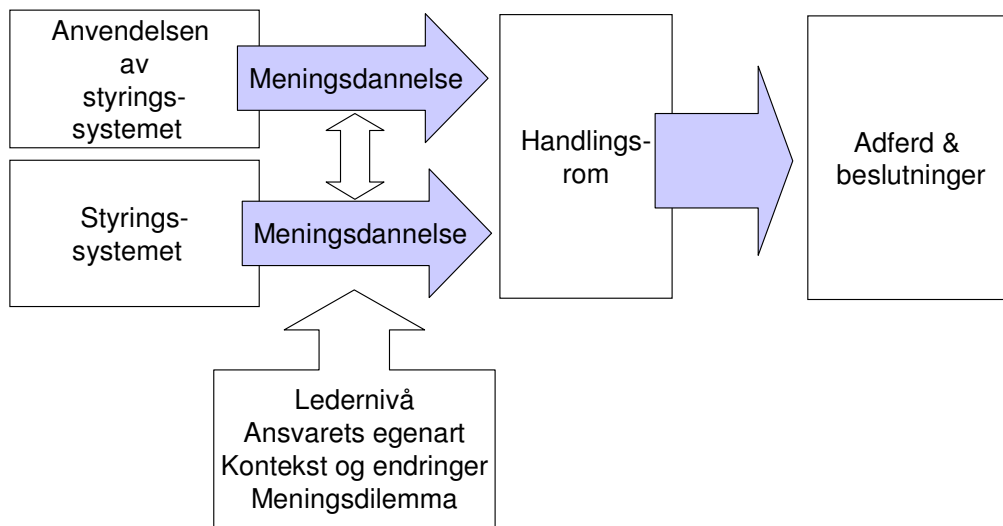 Anvendelsen
av
styrings-
systemet
Meningsdannelse
Styrings-
systemet
Meningsdannelse
Handlings-
rom
Adferd &
beslutninger
Ledernivå
Ansvarets egenart
Kontekst og endringer
Meningsdilemma